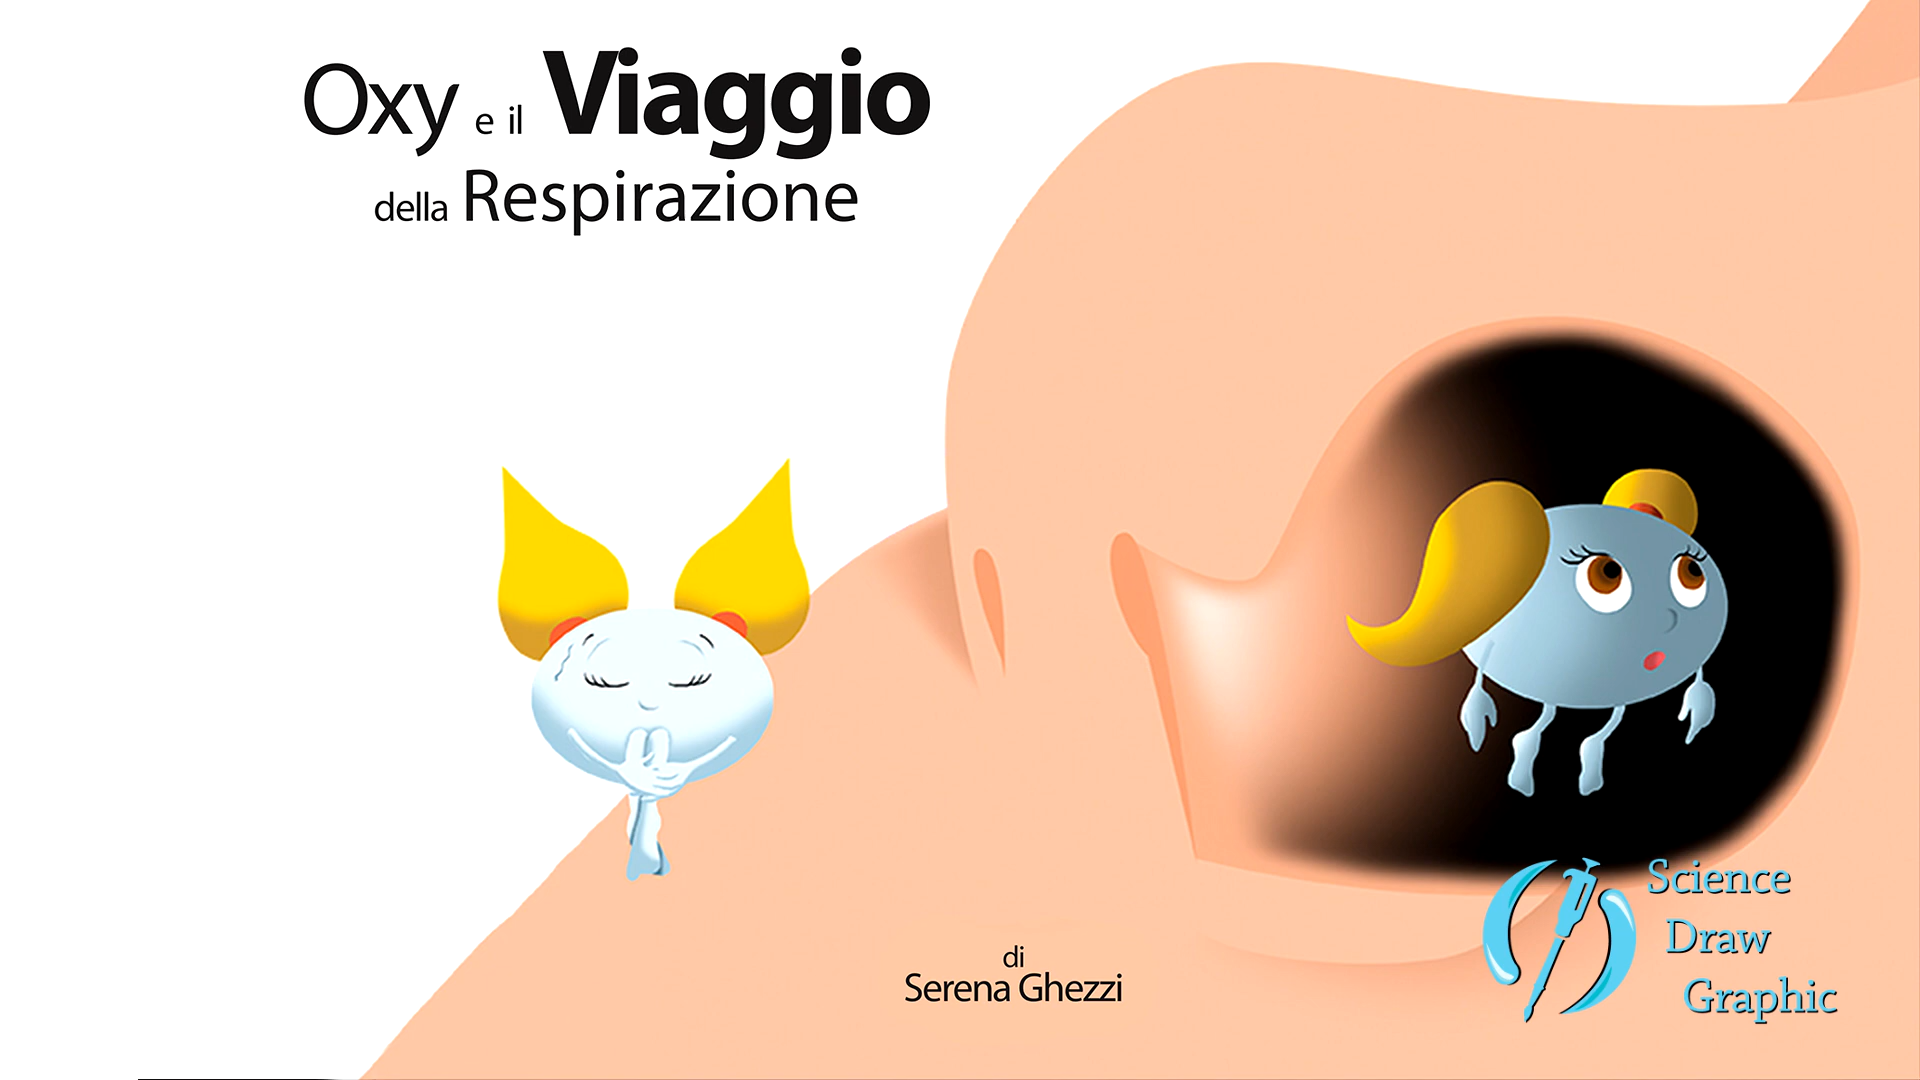 Oxy e il Viaggio
della Respirazione
di
Serena Ghezzi
Science
Draw
Graphic